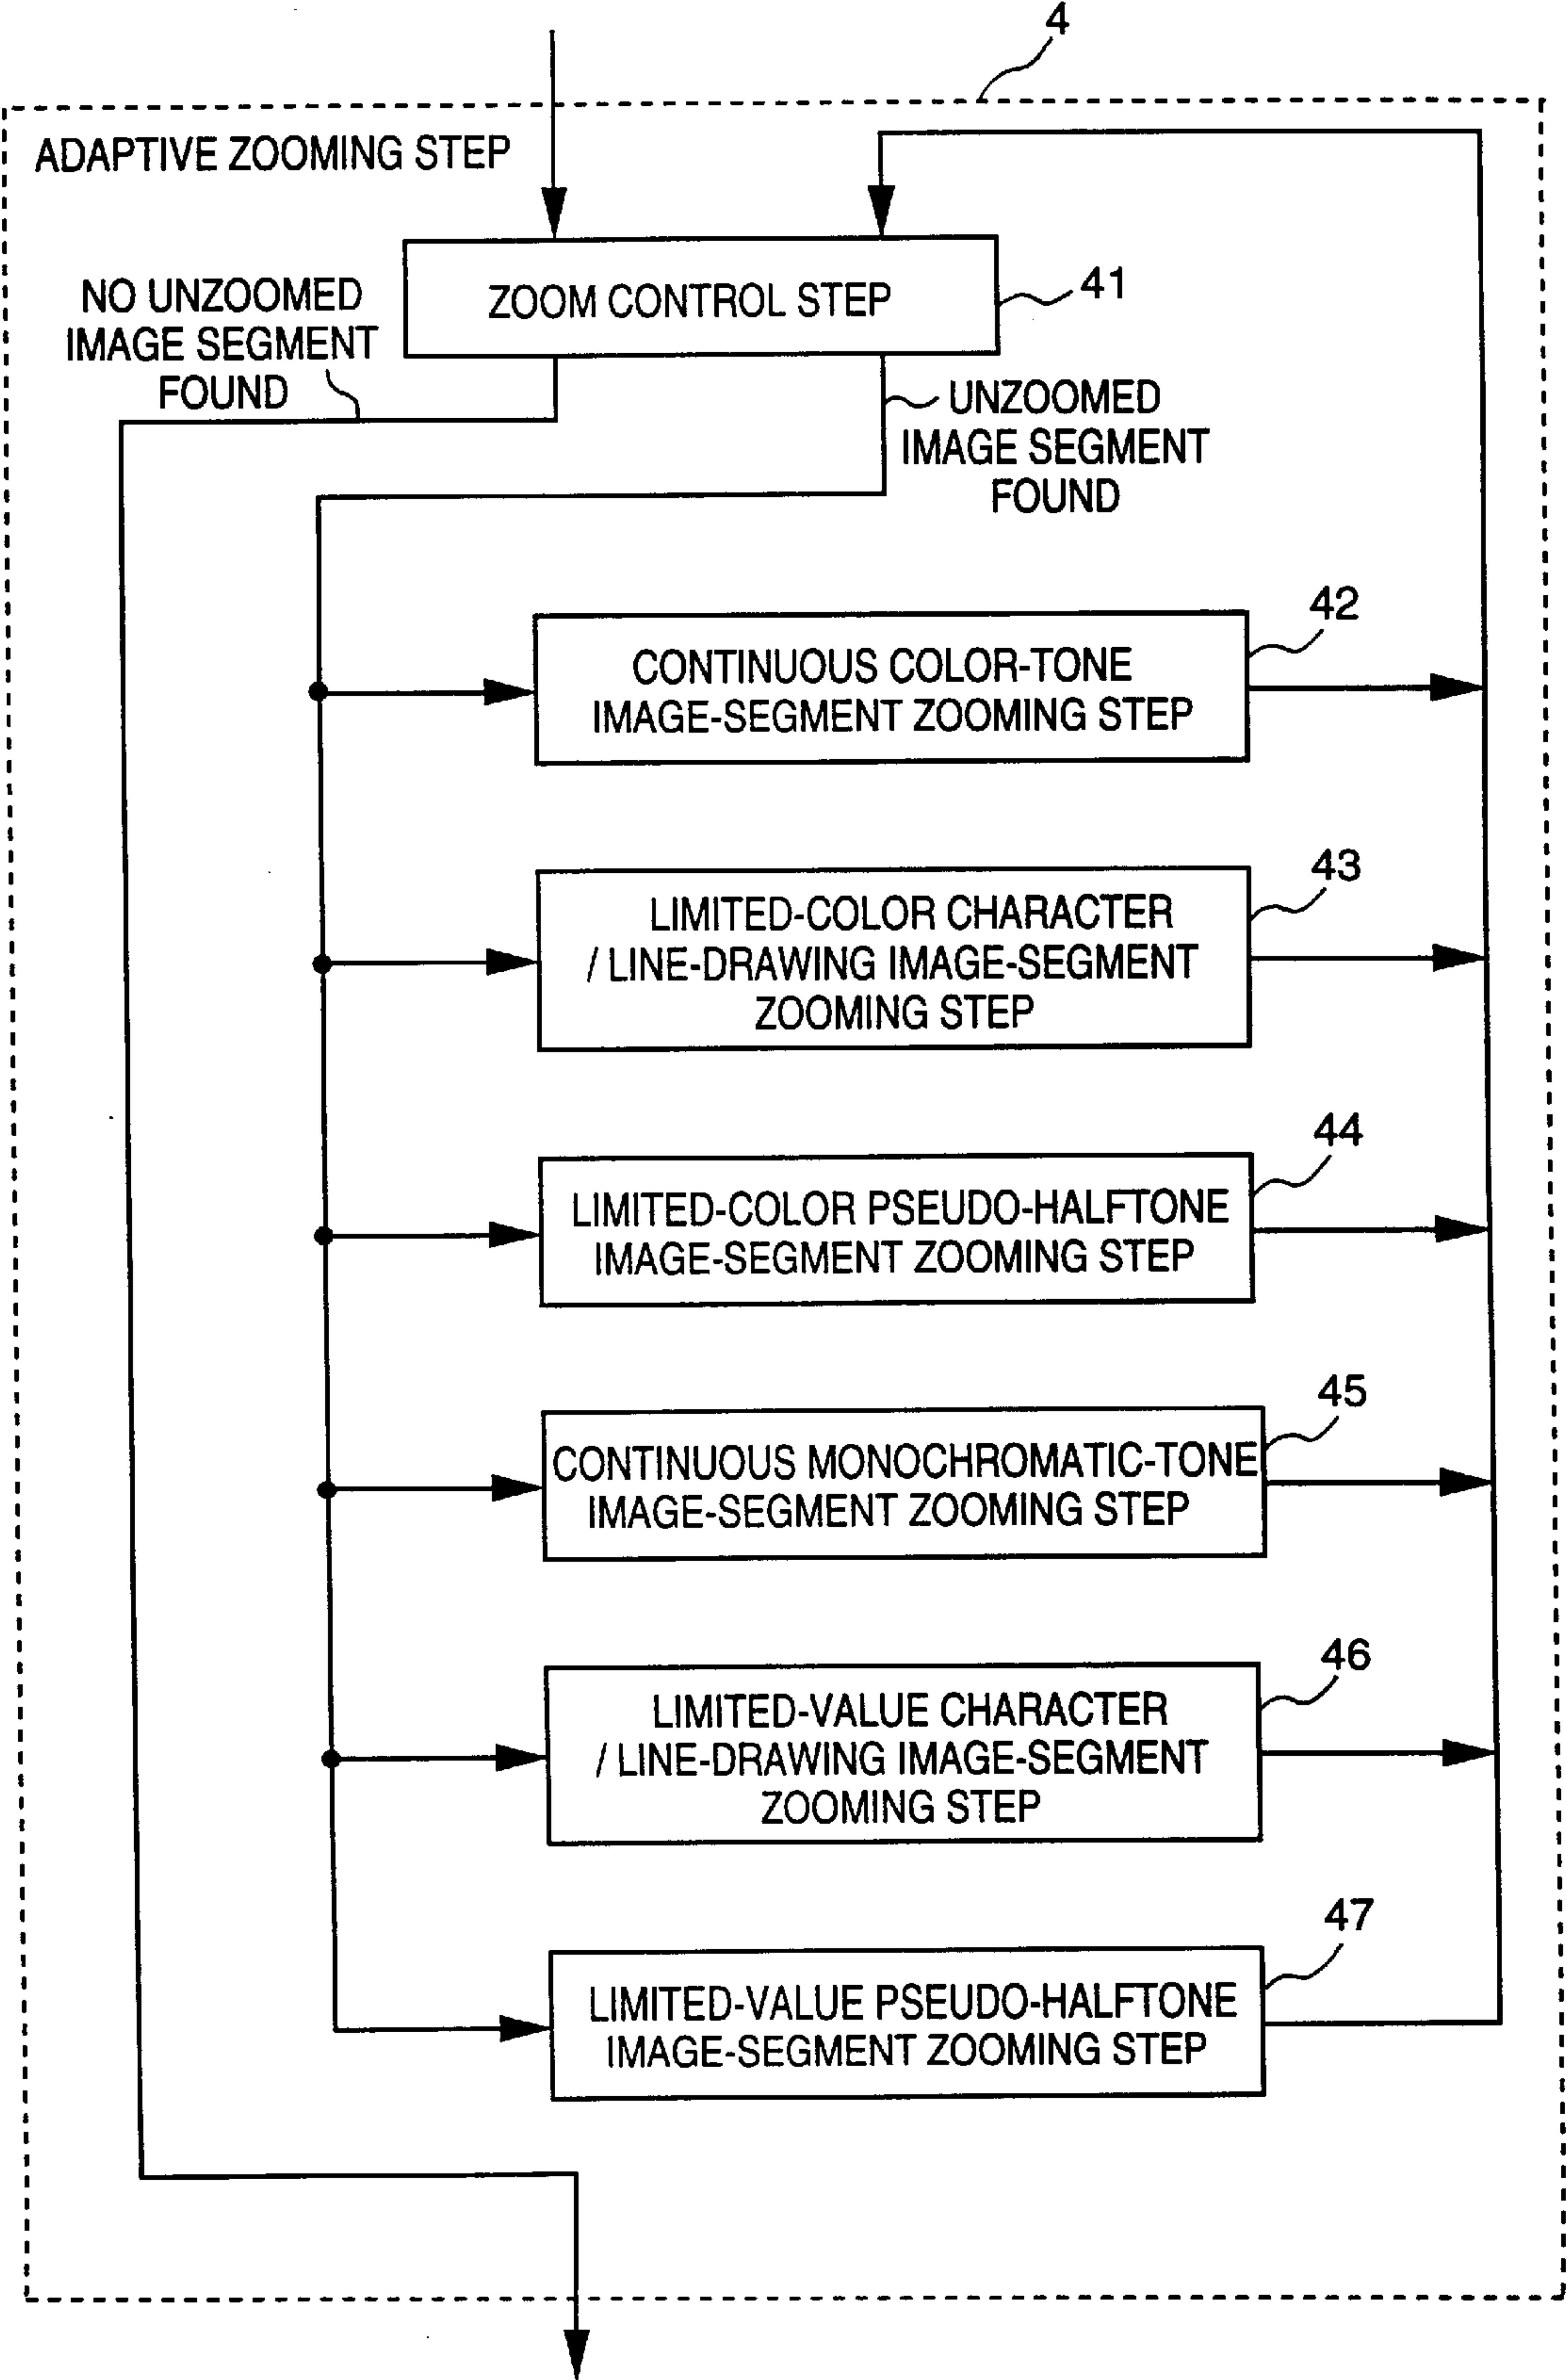 4
ADAPTIVE ZOOMING STEP
NO UNZOOMED
IMAGE SEGMENT
FOUND
ZOOM CONTROL STEP
41
UNZOOMED
IMAGE SEGMENT
FOUND
42
CONTINUOUS COLOR-TONE
IMAGE-SEGMENT ZOOMING STEP
43
LIMITED-COLOR CHARACTER
/ LINE-DRAWING IMAGE-SEGMENT
ZOOMING STEP
44
LIMITED-COLOR PSEUDO-HALFTONE
IMAGE-SEGMENT ZOOMING STEP
45
CONTINUOUS MONOCHROMATIC-TONE
IMAGE-SEGMENT ZOOMING STEP
46
LIMITED-VALUE CHARACTER
/ LINE-DRAWING IMAGE-SEGMENT
ZOOMING STEP
47
LIMITED-VALUE PSEUDO-HALFTONE
IMAGE-SEGMENT ZOOMING STEP